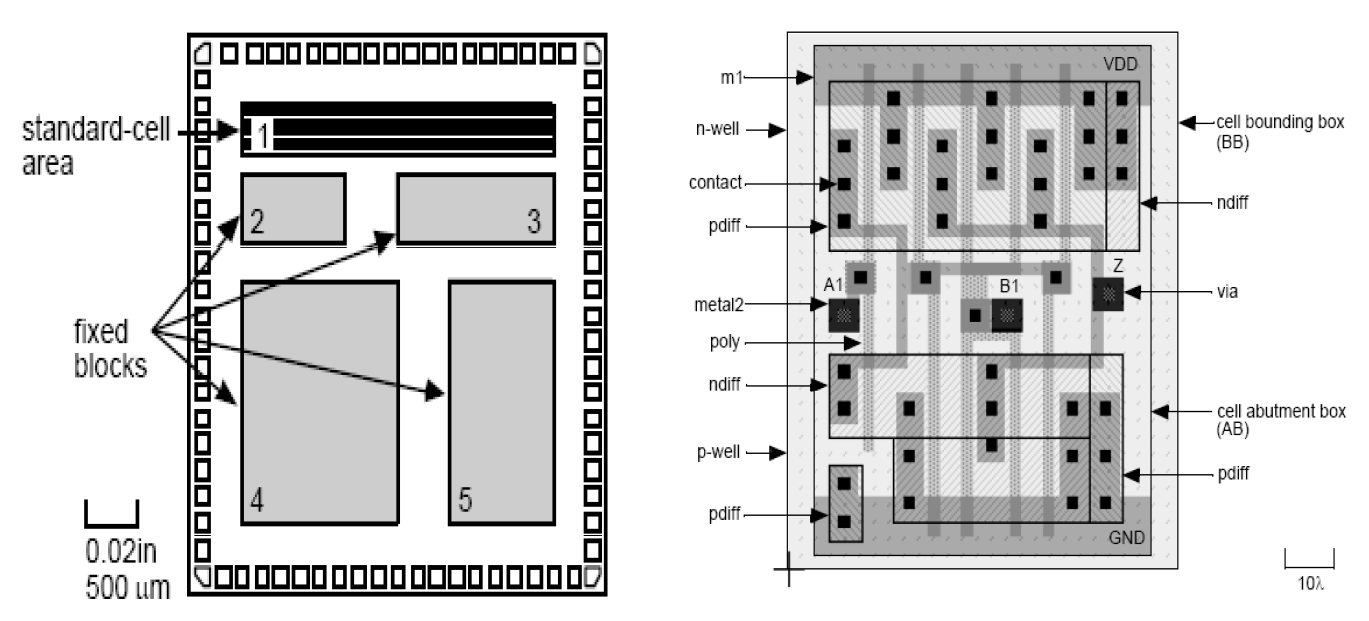 standard-cell
area
1
2
3
fixed
blocks
4
5
0.02in
500 um
m1
n-well
contact
pdiff
metal2
poly
ndiff
p-well
pdiff
VDD
A1
B1
Z
GND
cell bounding box
(BB)
ndiff
via
cell abutment box
(AB)
pdiff
10λ